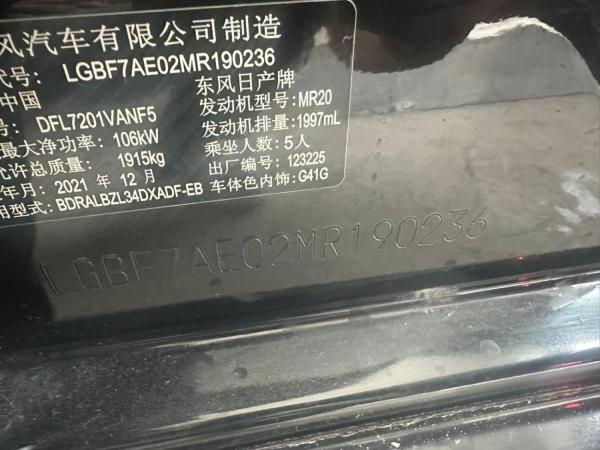 风汽车有限公司制造
代号: LGBF7AE02MR190236
中国 东风日产牌
号: DFL7201VANF5 发动机型号: MR20
最大净功率: 106kW 发动机排量: 1997mL
允许总质量: 1915kg 乘坐人数: 5人
年月: 2021 年 12 月 出厂编号: 123225
用型式: BDRALBZL34DXADF-EB 车体色内饰: G41G
LGBF7AE02MR190236